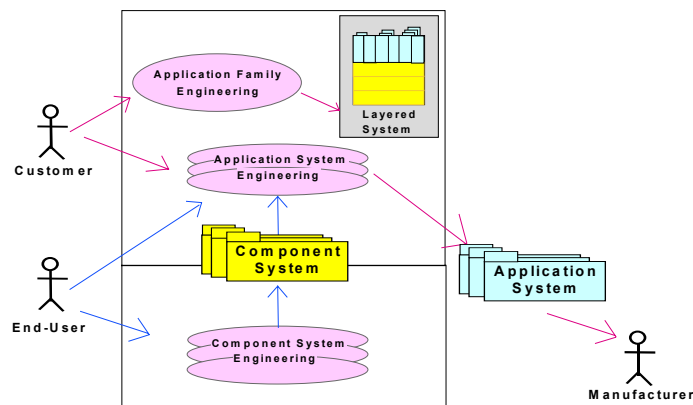 Application Family
Engineering
Layered
System
Customer
Application System
Engineering
Component
System
Application
System
End-User
Component System
Engineering
Manufacturer